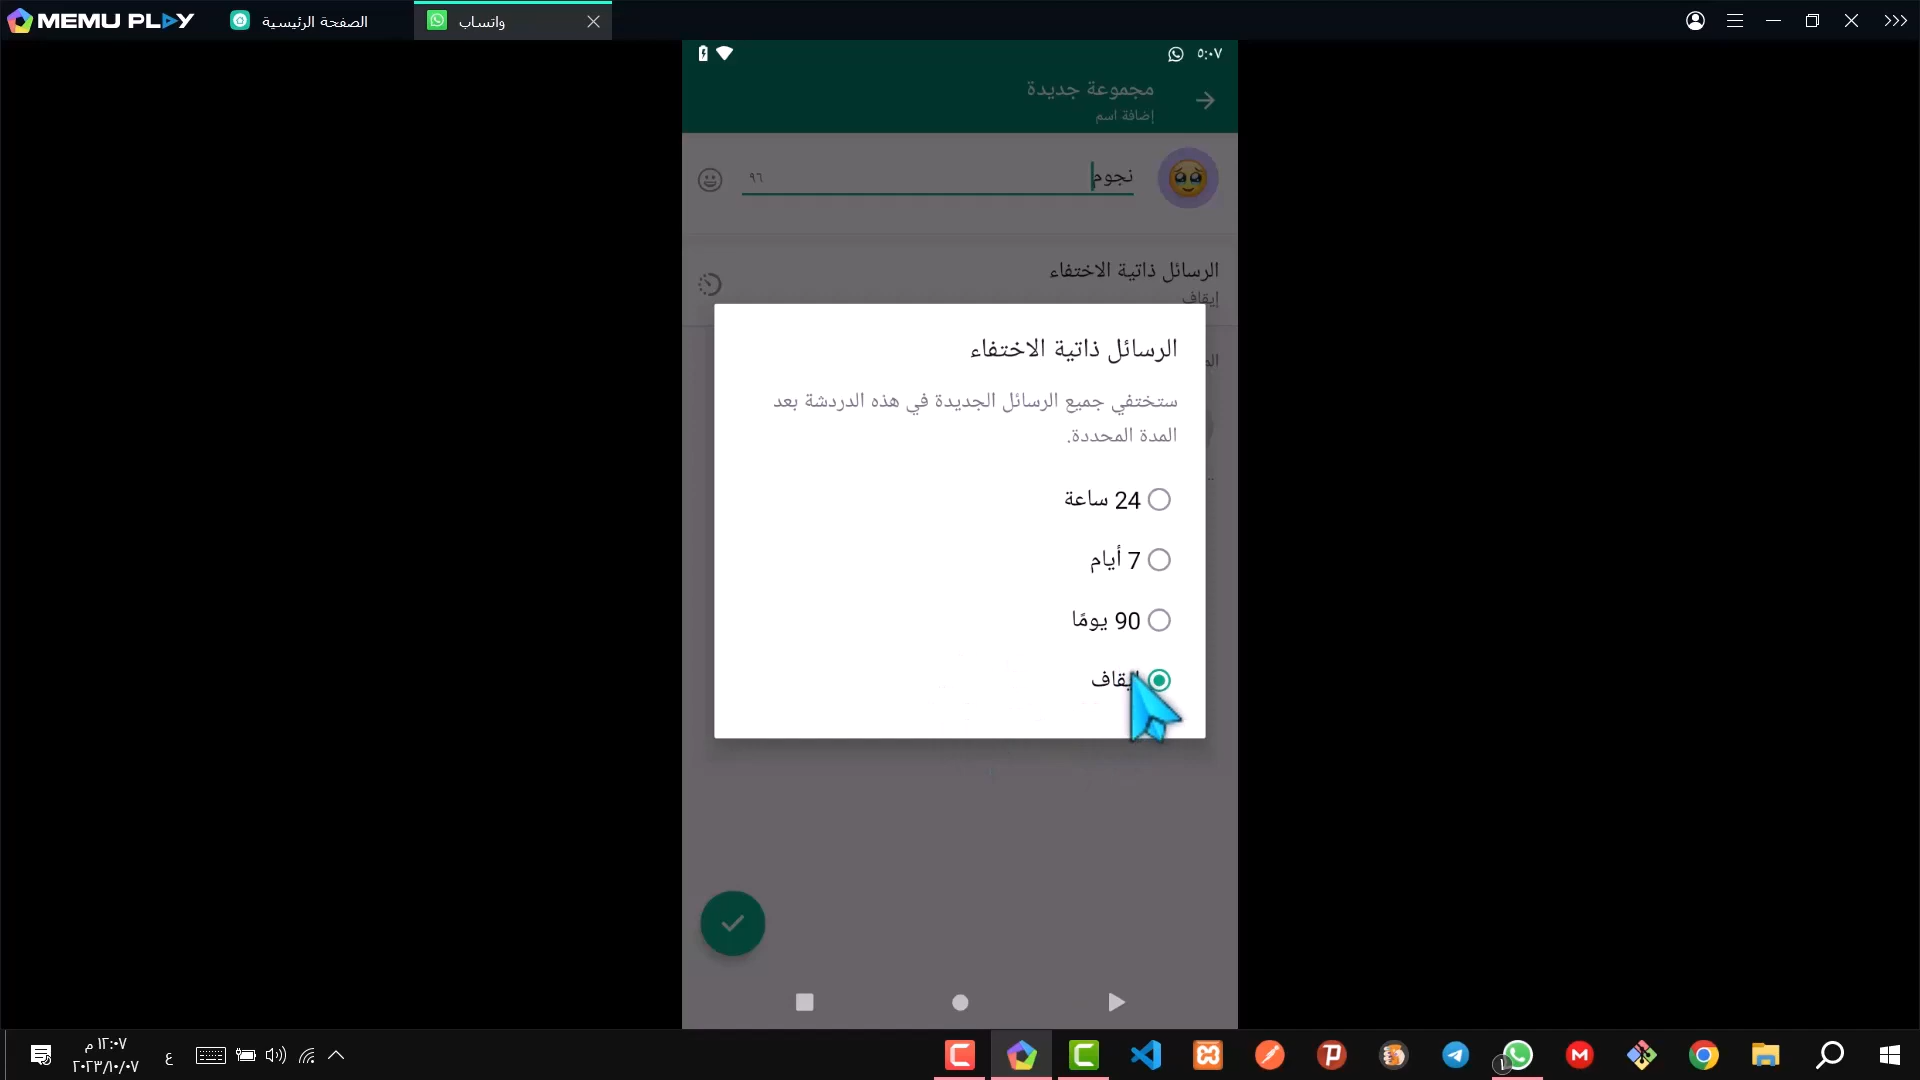 MEMU PLAY
الصفحة الرئيسية
واتساب
٥:٠٧
مجموعة جديدة
إضافة اسم
نجوم
٩٦
الرسائل ذاتية الاختفاء
إيقاف
الرسائل ذاتية الاختفاء
ستختفي جميع الرسائل الجديدة في هذه الدردشة بعد
المدة المحددة.
24 ساعة
7 أيام
90 يومًا
إيقاف
١٢:٠٧ م
٢٠٢٣/١٠/٠٧
ع
١